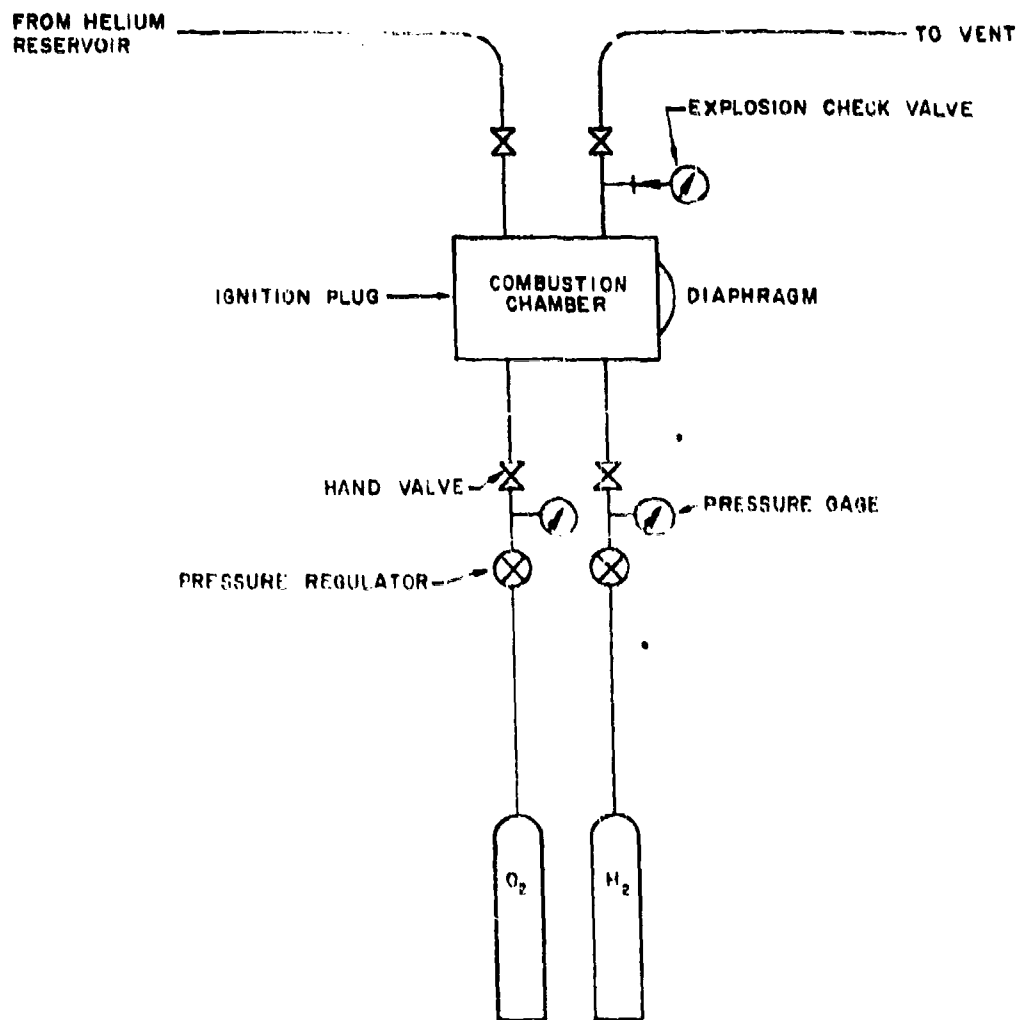 FROM HELIUM
RESERVOIR
TO VENT
EXPLOSION CHECK VALVE
IGNITION PLUG
COMBUSTION
CHAMBER
DIAPHRAGM
HAND VALVE
PRESSURE GAGE
PRESSURE REGULATOR
O₂
H₂